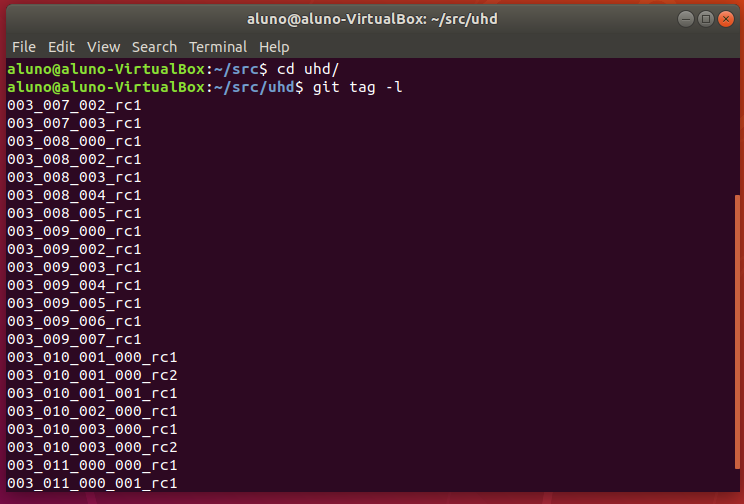 aluno@aluno-VirtualBox: ~/src/uhd
File Edit View Search Terminal Help
aluno@aluno-VirtualBox:~/src$ cd uhd/
aluno@aluno-VirtualBox:~/src/uhd$ git tag -l
003_007_002_rc1
003_007_003_rc1
003_008_000_rc1
003_008_002_rc1
003_008_003_rc1
003_008_004_rc1
003_008_005_rc1
003_009_000_rc1
003_009_002_rc1
003_009_003_rc1
003_009_004_rc1
003_009_005_rc1
003_009_006_rc1
003_009_007_rc1
003_010_001_000_rc1
003_010_001_000_rc2
003_010_001_001_rc1
003_010_002_000_rc1
003_010_003_000_rc1
003_010_003_000_rc2
003_011_000_000_rc1
003_011_000_001_rc1